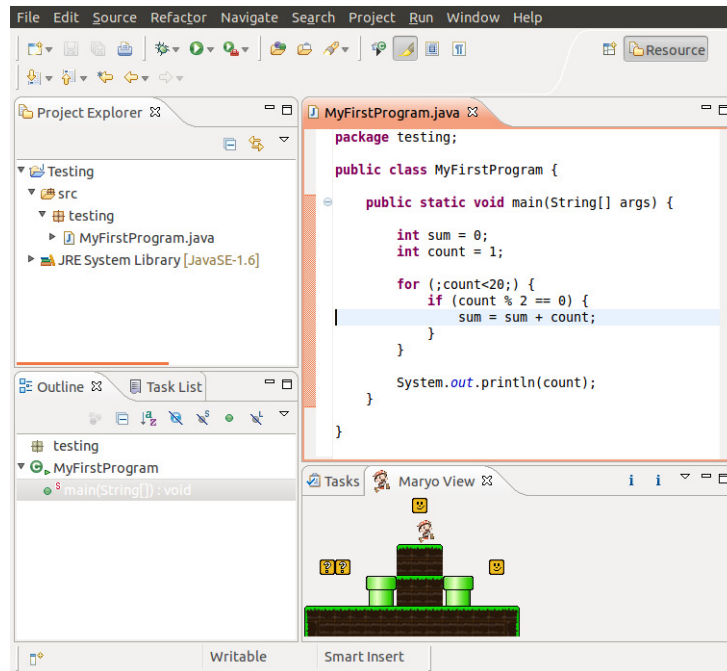 File Edit Source Refactor Navigate Search Project Run Window Help
Resource
Project Explorer
Testing
src
testing
MyFirstProgram.java
JRE System Library [JavaSE-1.6]
MyFirstProgram.java
package testing;
public class MyFirstProgram {
public static void main(String[] args) {
int sum = 0;
int count = 1;
for (;count<20;) {
if (count % 2 == 0) {
sum = sum + count;
}
}
System.out.println(count);
}
}
Outline Task List
testing
MyFirstProgram
main(String[]) : void
Tasks Maryo View
Writable Smart Insert